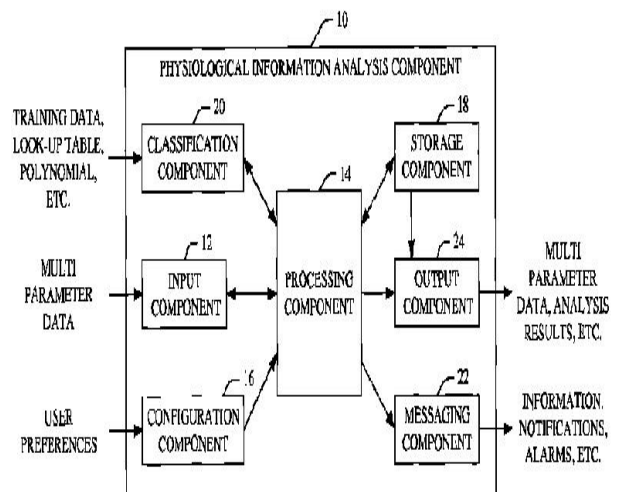 10
PHYSIOLOGICAL INFORMATION ANALYSIS COMPONENT
TRAINING DATA,
LOOK-UP TABLE,
POLYNOMIAL,
ETC.
20
CLASSIFICATION
COMPONENT
18
STORAGE
COMPONENT
14
PROCESSING
COMPONENT
MULTI
PARAMETER
DATA
12
INPUT
COMPONENT
24
OUTPUT
COMPONENT
MULTI
PARAMETER
DATA, ANALYSIS
RESULTS, ETC.
USER
PREFERENCES
16
CONFIGURATION
COMPONENT
22
MESSAGING
COMPONENT
INFORMATION,
NOTIFICATIONS,
ALARMS, ETC.